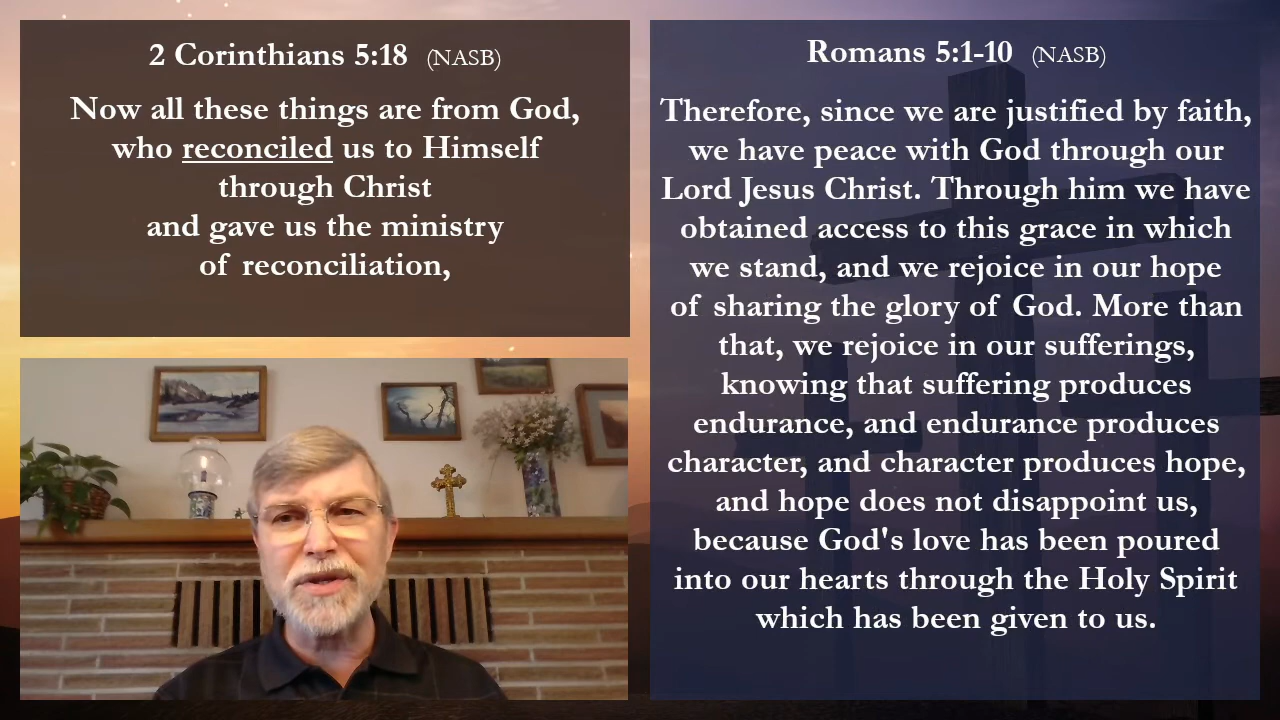 2 Corinthians 5:18 (NASB)
Now all these things are from God,
who reconciled us to Himself
through Christ
and gave us the ministry
of reconciliation,
Romans 5:1-10 (NASB)
Therefore, since we are justified by faith,
we have peace with God through our
Lord Jesus Christ. Through him we have
obtained access to this grace in which
we stand, and we rejoice in our hope
of sharing the glory of God. More than
that, we rejoice in our sufferings,
knowing that suffering produces
endurance, and endurance produces
character, and character produces hope,
and hope does not disappoint us,
because God's love has been poured
into our hearts through the Holy Spirit
which has been given to us.